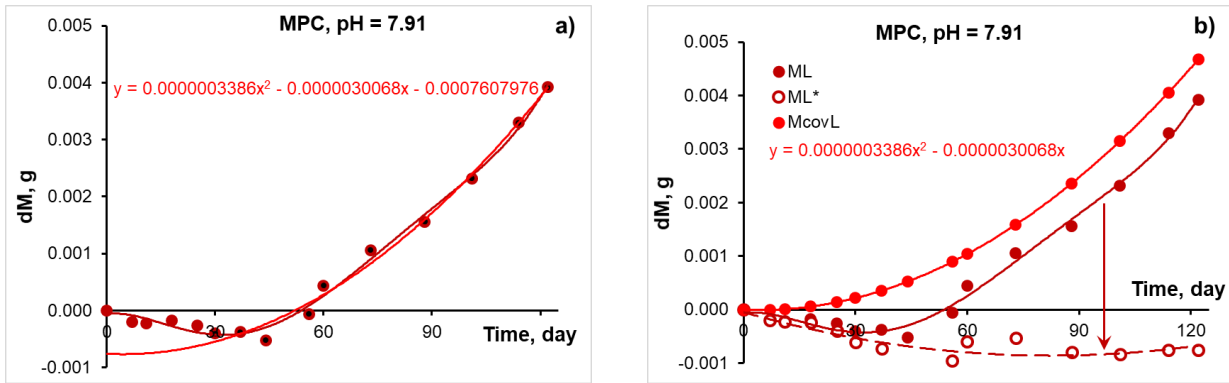 MPC, pH = 7.91
a)
0.005
0.004
0.003
0.002
0.001
0.000
-0.001
dM, g
y = 0.0000003386x² - 0.0000030068x - 0.0007607976
0
30
60
90
Time, day
MPC, pH = 7.91
b)
0.005
0.004
0.003
0.002
0.001
0.000
-0.001
dM, g
ML
ML*
McovL
y = 0.0000003386x² - 0.0000030068x
Time, day
0
30
60
90
120